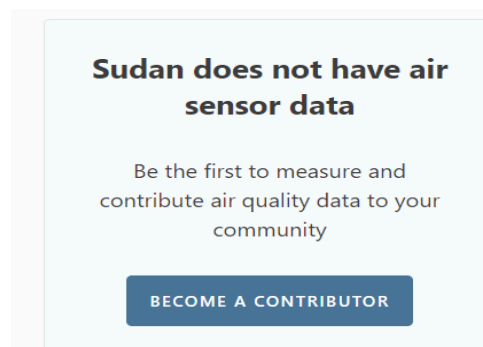 Sudan does not have air
sensor data
Be the first to measure and
contribute air quality data to your
community
BECOME A CONTRIBUTOR